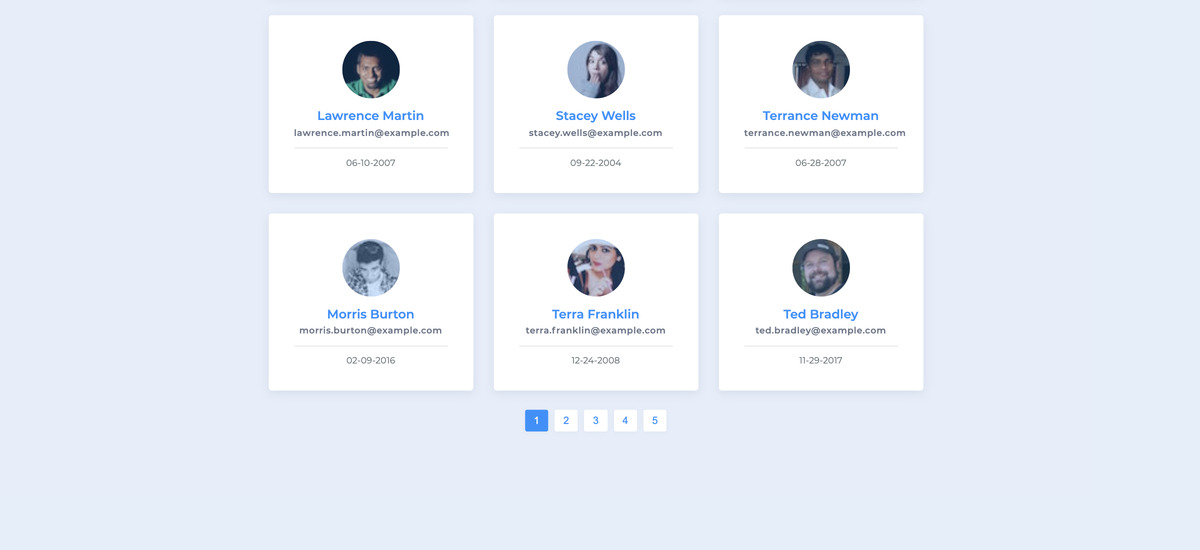 Lawrence Martin
lawrence.martin@example.com
06-10-2007
Stacey Wells
stacey.wells@example.com
09-22-2004
Terrance Newman
terrance.newman@example.com
06-28-2007
Morris Burton
morris.burton@example.com
02-09-2016
Terra Franklin
terra.franklin@example.com
12-24-2008
Ted Bradley
ted.bradley@example.com
11-29-2017
1 2 3 4 5